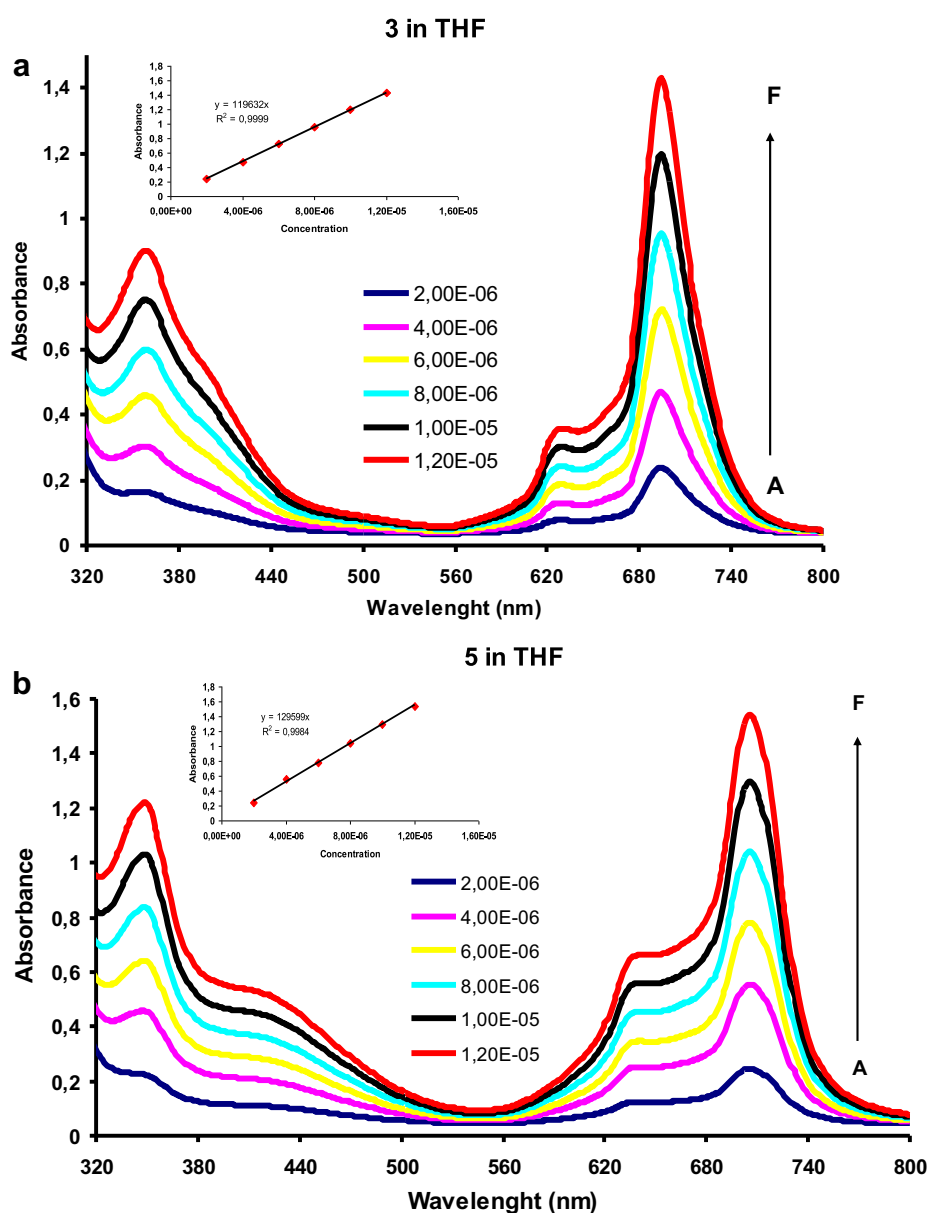 3 in THF
a
1,8
1,6
1,4
1,2
1
0,8
0,6
0,4
0,2
0
Absorbance
y = 119632x
R² = 0,9999
0,00E+00 4,00E-06 8,00E-06 1,20E-05 1,60E-05
Concentration
1,4
1,2
1
0,8
0,6
0,4
0,2
0
Absorbance
2,00E-06
4,00E-06
6,00E-06
8,00E-06
1,00E-05
1,20E-05
F
A
320 380 440 500 560 620 680 740 800
Wavelenght (nm)
5 in THF
b
1,8
1,6
1,4
1,2
1
0,8
0,6
0,4
0,2
0
Absorbance
y = 129599x
R² = 0,9984
0,00E+00 4,00E-06 8,00E-06 1,20E-05 1,60E-05
Concentration
1,6
1,4
1,2
1
0,8
0,6
0,4
0,2
0
Absorbance
2,00E-06
4,00E-06
6,00E-06
8,00E-06
1,00E-05
1,20E-05
F
A
320 380 440 500 560 620 680 740 800
Wavelenght (nm)